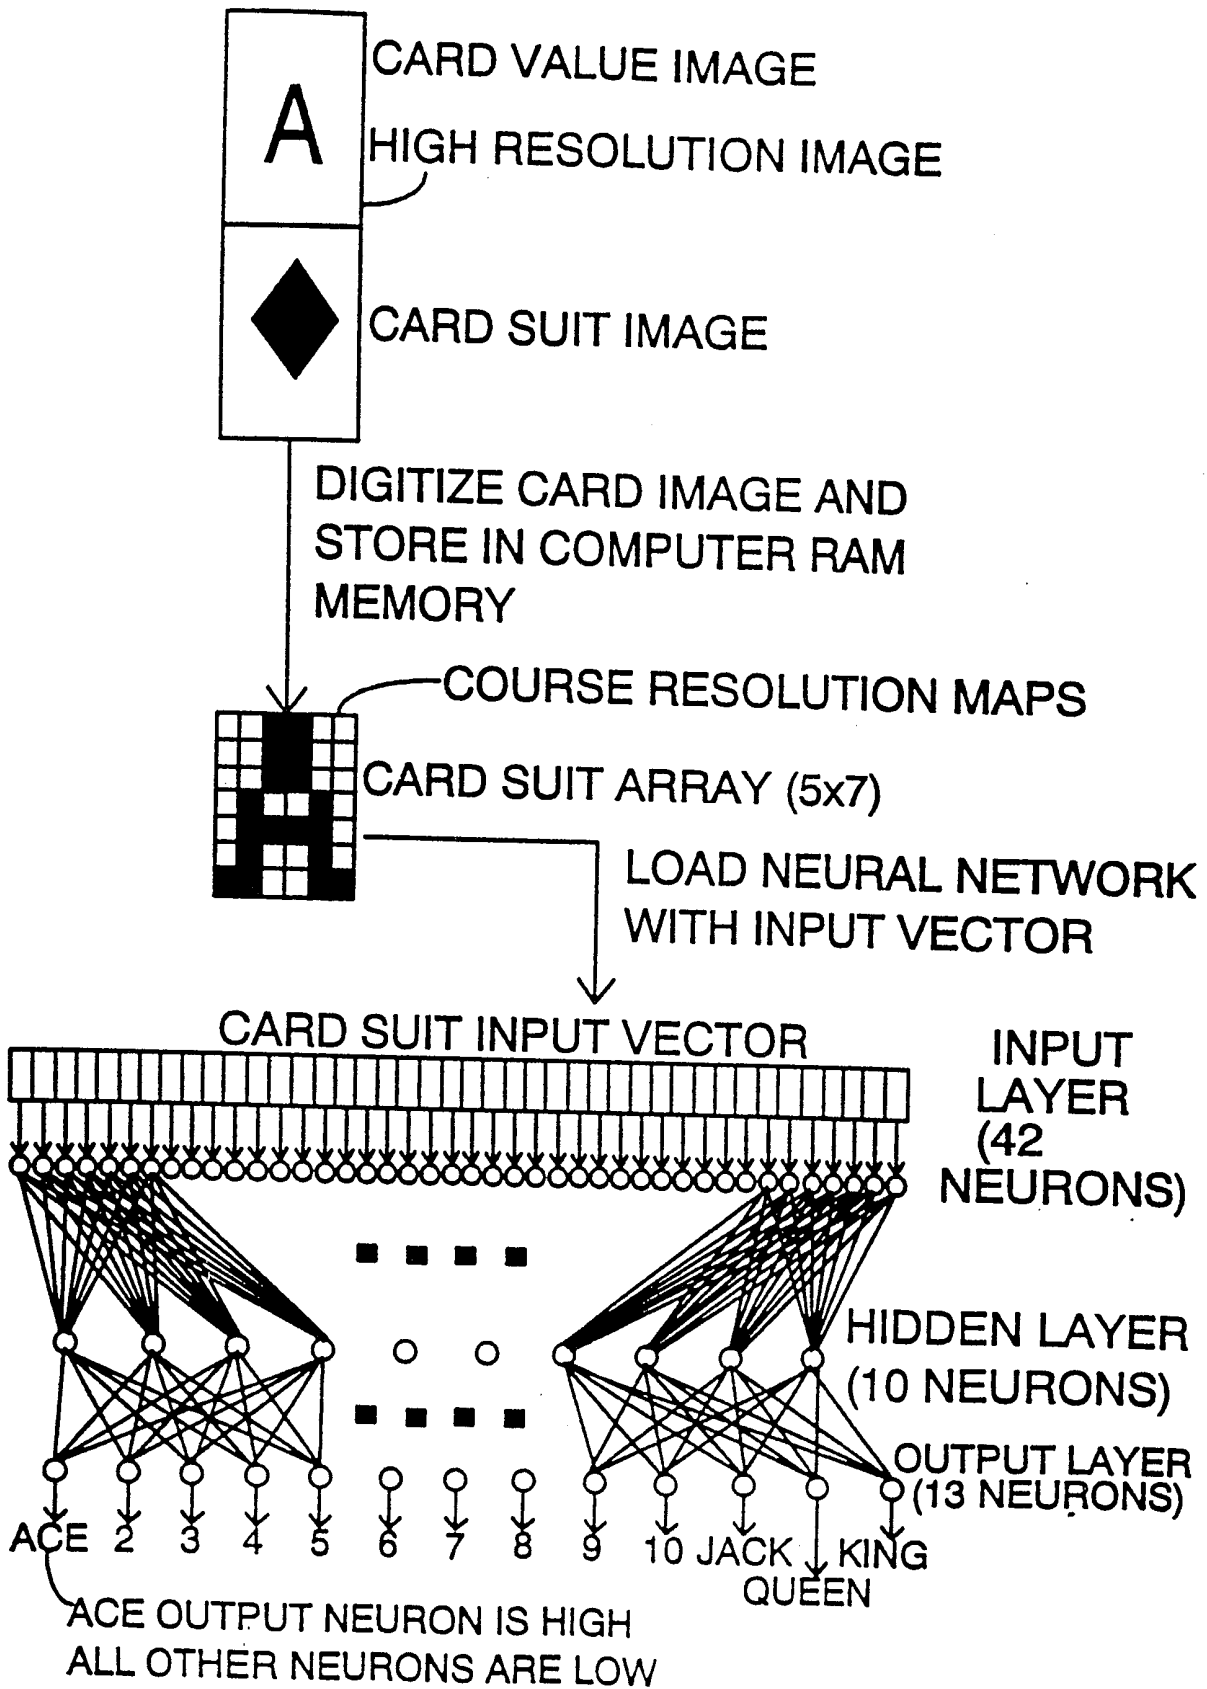 CARD VALUE IMAGE
A
HIGH RESOLUTION IMAGE
CARD SUIT IMAGE
DIGITIZE CARD IMAGE AND
STORE IN COMPUTER RAM
MEMORY
COURSE RESOLUTION MAPS
CARD SUIT ARRAY (5x7)
LOAD NEURAL NETWORK
WITH INPUT VECTOR
CARD SUIT INPUT VECTOR
INPUT
LAYER
(42
NEURONS)
HIDDEN LAYER
(10 NEURONS)
OUTPUT LAYER
(13 NEURONS)
ACE 2 3 4 5 6 7 8 9 10 JACK KING
QUEEN
ACE OUTPUT NEURON IS HIGH
ALL OTHER NEURONS ARE LOW